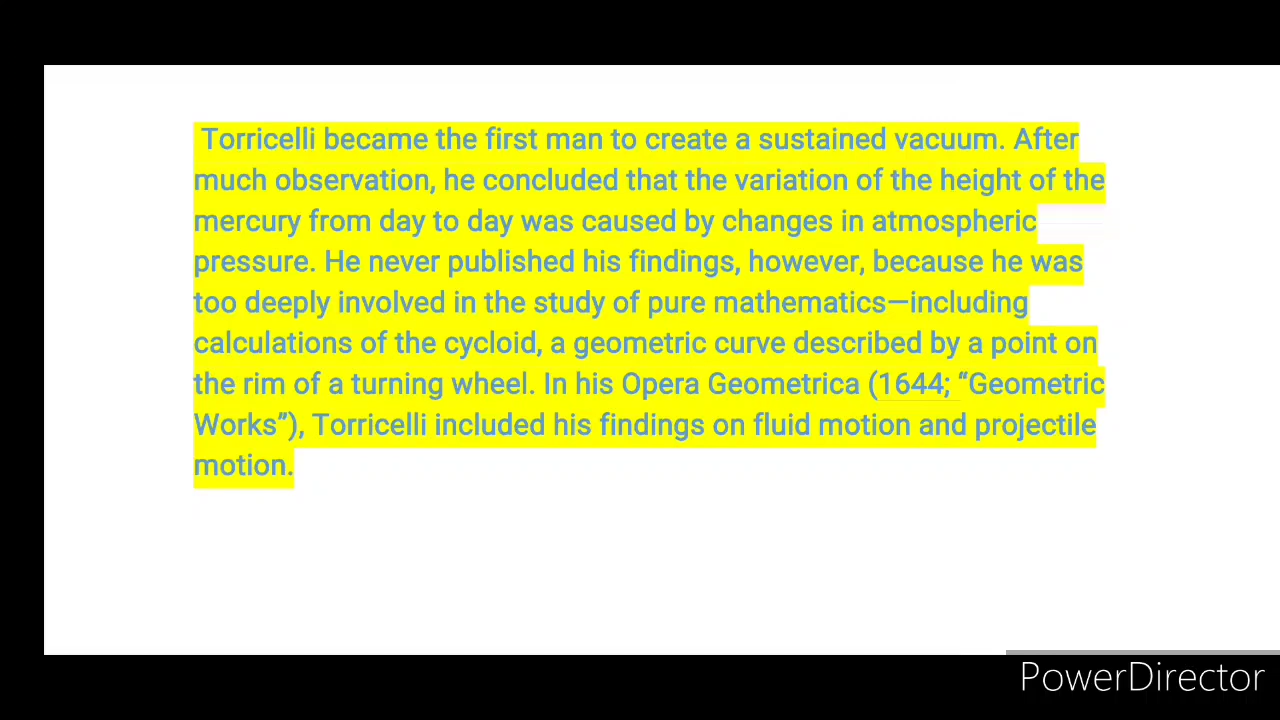 Torricelli became the first man to create a sustained vacuum. After
much observation, he concluded that the variation of the height of the
mercury from day to day was caused by changes in atmospheric
pressure. He never published his findings, however, because he was
too deeply involved in the study of pure mathematics—including
calculations of the cycloid, a geometric curve described by a point on
the rim of a turning wheel. In his Opera Geometrica (1644; “Geometric
Works”), Torricelli included his findings on fluid motion and projectile
motion.
PowerDirector